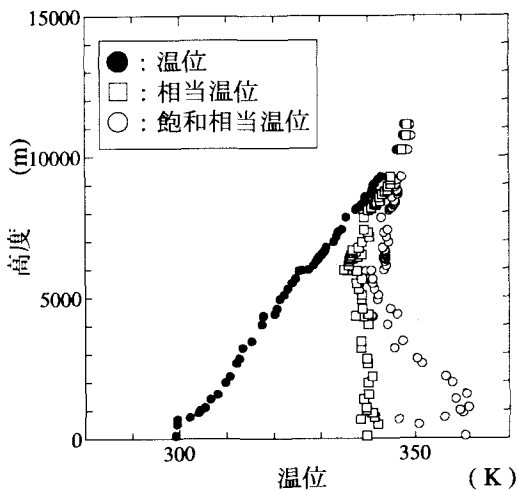 15000
10000
5000
0
高度 (m)
● : 温位
□ : 相当温位
○ : 飽和相当温位
300
350
温位 (K)